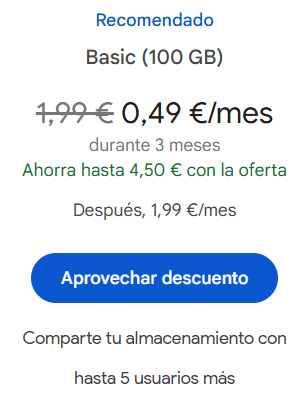 Recomendado
Basic (100 GB)
1,99 € 0,49 €/mes
durante 3 meses
Ahorra hasta 4,50 € con la oferta
Después, 1,99 €/mes
Aprovechar descuento
Comparte tu almacenamiento con
hasta 5 usuarios más